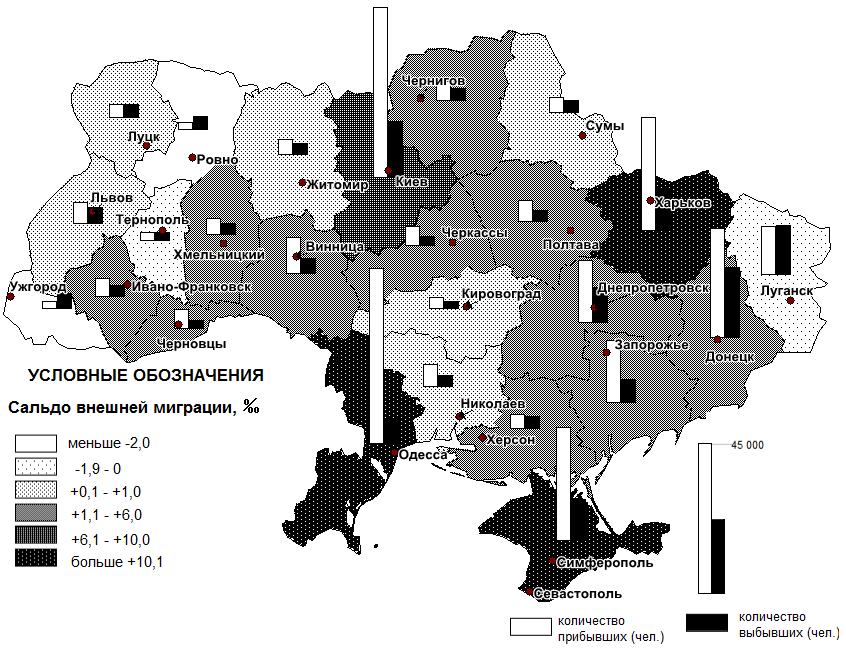 Чернигов
Сумы
Луцк
Ровно
Житомир
Киев
Львов
Харьков
Тернополь
Хмельницкий
Винница
Черкассы
Полтава
Ужгород
Ивано-Франковск
Кировоград
Днепропетровск
Луганск
Черновцы
Запорожье
Донецк
УСЛОВНЫЕ ОБОЗНАЧЕНИЯ
Сальдо внешней миграции, ‰
меньше -2,0
-1,9 - 0
+0,1 - +1,0
+1,1 - +6,0
+6,1 - +10,0
больше +10,1
Николаев
Херсон
Одесса
45 000
Симферополь
Севастополь
количество
прибывших (чел.)
количество
выбывших (чел.)